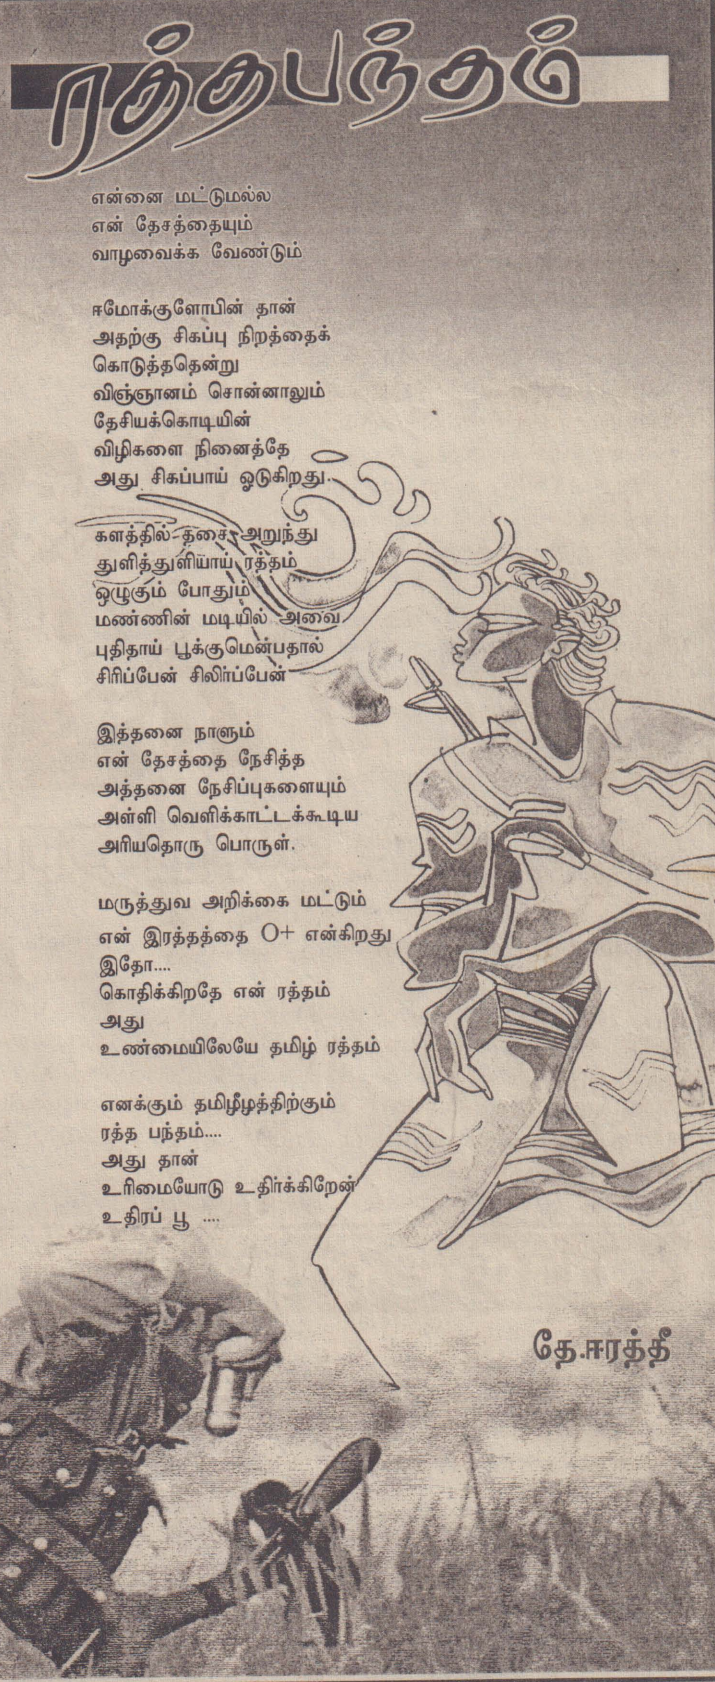 ரத்தபந்தம்
என்னை மட்டுமல்ல
என் தேசத்தையும்
வாழவைக்க வேண்டும்
ஈமோக்குளோபின் தான்
அதற்கு சிகப்பு நிறத்தைக்
கொடுத்ததென்று
விஞ்ஞானம் சொன்னாலும்
தேசியக்கொடியின்
விழிகளை நினைத்தே
அது சிகப்பாய் ஓடுகிறது.
களத்தில் தசை அறுந்து
துளித்துளியாய் ரத்தம்
ஒழுகும் போதும்
மண்ணின் மடியில் அவை
புதிதாய் பூக்குமென்பதால்
சிரிப்பேன் சிலிர்ப்பேன்
இத்தனை நாளும்
என் தேசத்தை நேசித்த
அத்தனை நேசிப்புகளையும்
அள்ளி வெளிக்காட்டக்கூடிய
அரியதொரு பொருள்.
மருத்துவ அறிக்கை மட்டும்
என் இரத்தத்தை O+ என்கிறது
இதோ....
கொதிக்கிறதே என் ரத்தம்
அது
உண்மையிலேயே தமிழ் ரத்தம்
எனக்கும் தமிழீழத்திற்கும்
ரத்த பந்தம்....
அது தான்
உரிமையோடு உதிர்க்கிறேன்
உதிரப் பூ ....
தே.ஈரத்தீ